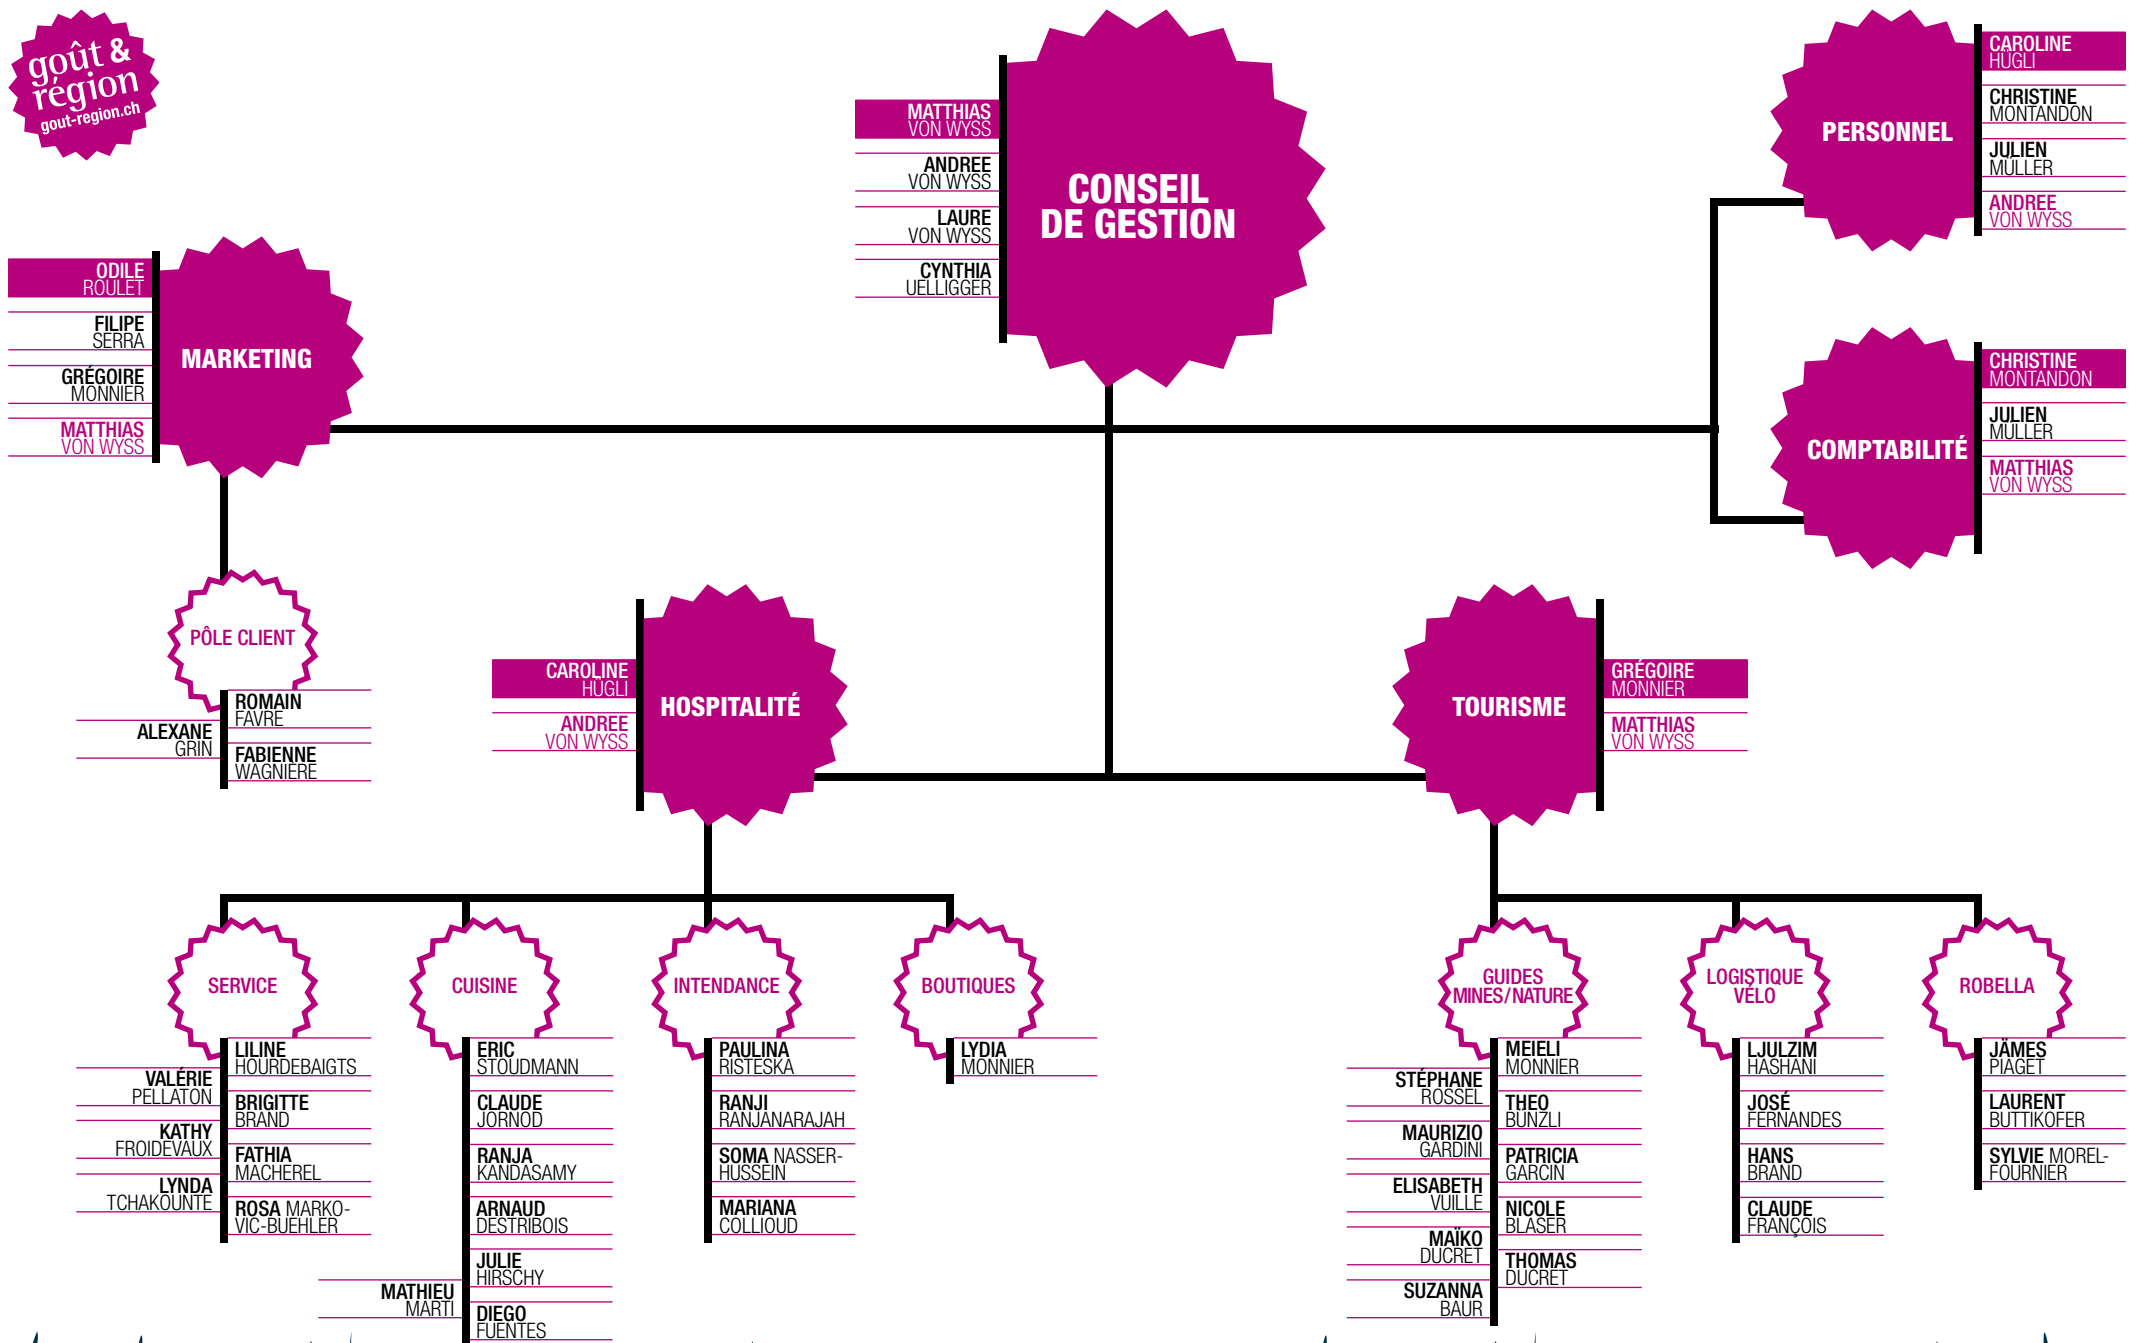 goût &
région
gout-region.ch
MATTHIAS
VON WYSS
ANDREE
VON WYSS
LAURE
VON WYSS
CYNTHIA
UELLIGGER
CONSEIL
DE GESTION
PERSONNEL
CAROLINE
HÜGLI
CHRISTINE
MONTANDON
JULIEN
MÜLLER
ANDREE
VON WYSS
ODILE
ROULET
FILIPE
SERRA
GRÉGOIRE
MONNIER
MATTHIAS
VON WYSS
MARKETING
COMPTABILITÉ
CHRISTINE
MONTANDON
JULIEN
MÜLLER
MATTHIAS
VON WYSS
PÔLE CLIENT
ROMAIN
FAVRE
ALEXANE
GRIN
FABIENNE
WAGNIÈRE
CAROLINE
HÜGLI
ANDREE
VON WYSS
HOSPITALITÉ
TOURISME
GRÉGOIRE
MONNIER
MATTHIAS
VON WYSS
SERVICE
LILINE
HOURDEBAIGTS
VALÉRIE
PELLATON
BRIGITTE
BRAND
KATHY
FROIDEVAUX
FATHIA
MACHEREL
LYNDA
TCHAKOUNTE
ROSA MARKO-
VIC-BUEHLER
CUISINE
ERIC
STOUDMANN
CLAUDE
JORNOD
RANJA
KANDASAMY
ARNAUD
DESTRIBOIS
JULIE
HIRSCHY
MATHIEU
MARTI
DIEGO
FUENTES
INTENDANCE
PAULINA
RISTESKA
RANJI
RANJANARAJAH
SOMA NASSER-
HUSSEIN
MARIANA
COLLIOUD
BOUTIQUES
LYDIA
MONNIER
GUIDES
MINES/NATURE
MEIELI
MONNIER
STÉPHANE
ROSSEL
THEO
BÜNZLI
MAURIZIO
GARDINI
PATRICIA
GARCIN
ELISABETH
VUILLE
NICOLE
BLASER
MAÏKO
DUCRET
THOMAS
DUCRET
SUZANNA
BAUR
LOGISTIQUE
VÉLO
LJULZIM
HASHANI
JOSÉ
FERNANDES
HANS
BRAND
CLAUDE
FRANÇOIS
ROBELLA
JÄMES
PIAGET
LAURENT
BUTTIKOFER
SYLVIE MOREL-
FOURNIER